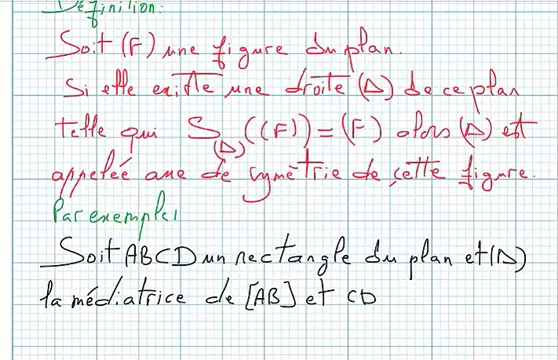 Définition:
Soit (F) une figure du plan.
Si elle existe une droite (Δ) de ce plan
telle qui S(Δ)((F)) = (F) alors (Δ) est
appelée axe de symètrie de cette figure.
Par exemple,
Soit ABCD un rectangle du plan et (Δ)
la médiatrice de [AB] et CD